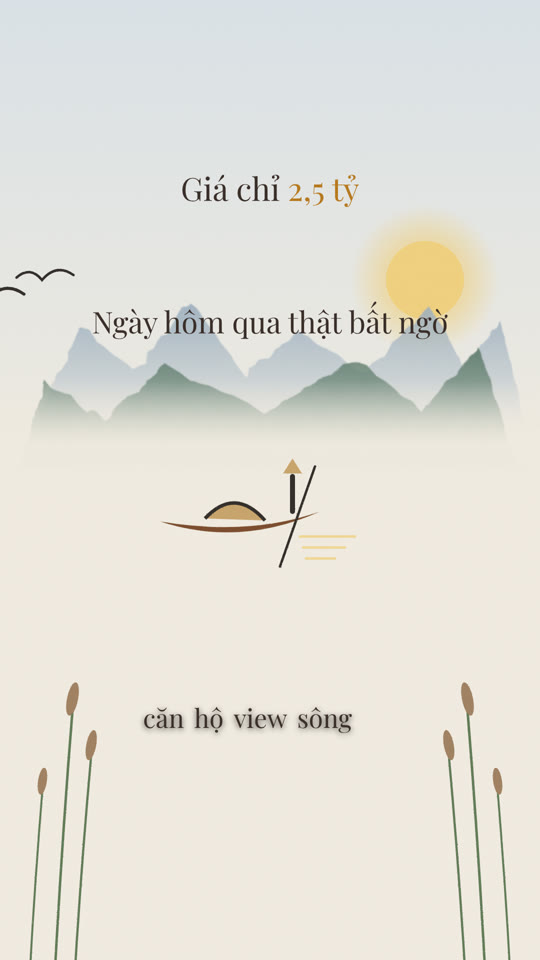 Giá chỉ 2,5 tỷ
Ngày hôm qua thật bất ngờ
căn hộ view sông